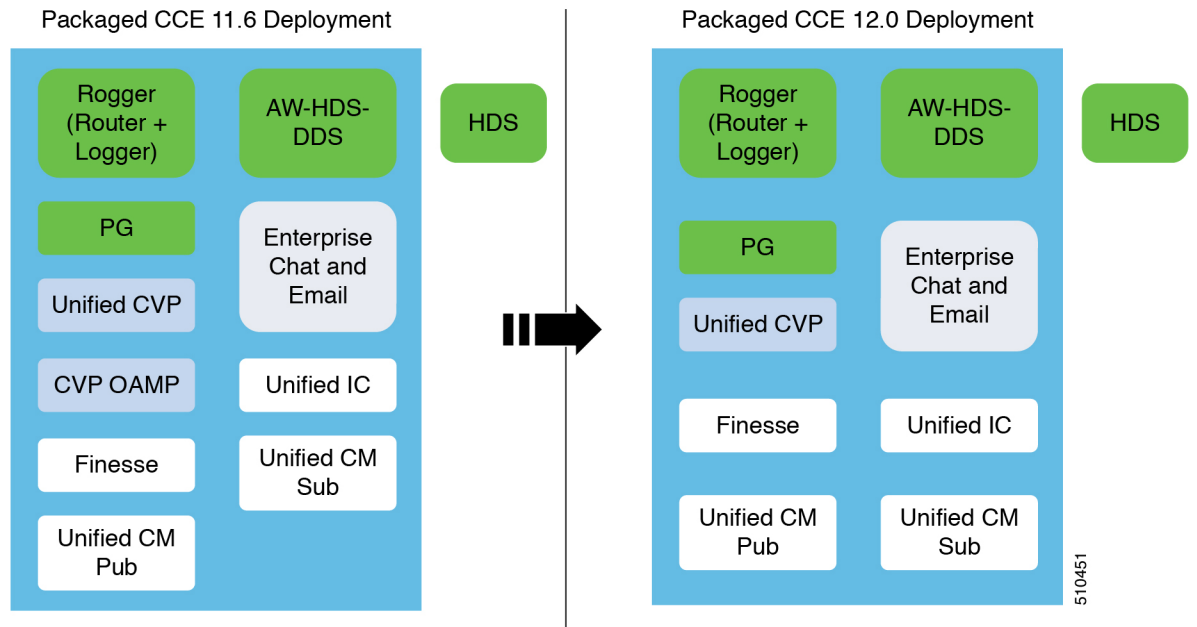 Packaged CCE 11.6 Deployment
Rogger
(Router +
Logger)
AW-HDS-
DDS
HDS
PG
Enterprise
Chat and
Email
Unified CVP
CVP OAMP
Unified IC
Finesse
Unified CM
Sub
Unified CM
Pub
Packaged CCE 12.0 Deployment
Rogger
(Router +
Logger)
AW-HDS-
DDS
HDS
PG
Enterprise
Chat and
Email
Unified CVP
Finesse
Unified IC
Unified CM
Pub
Unified CM
Sub
510451